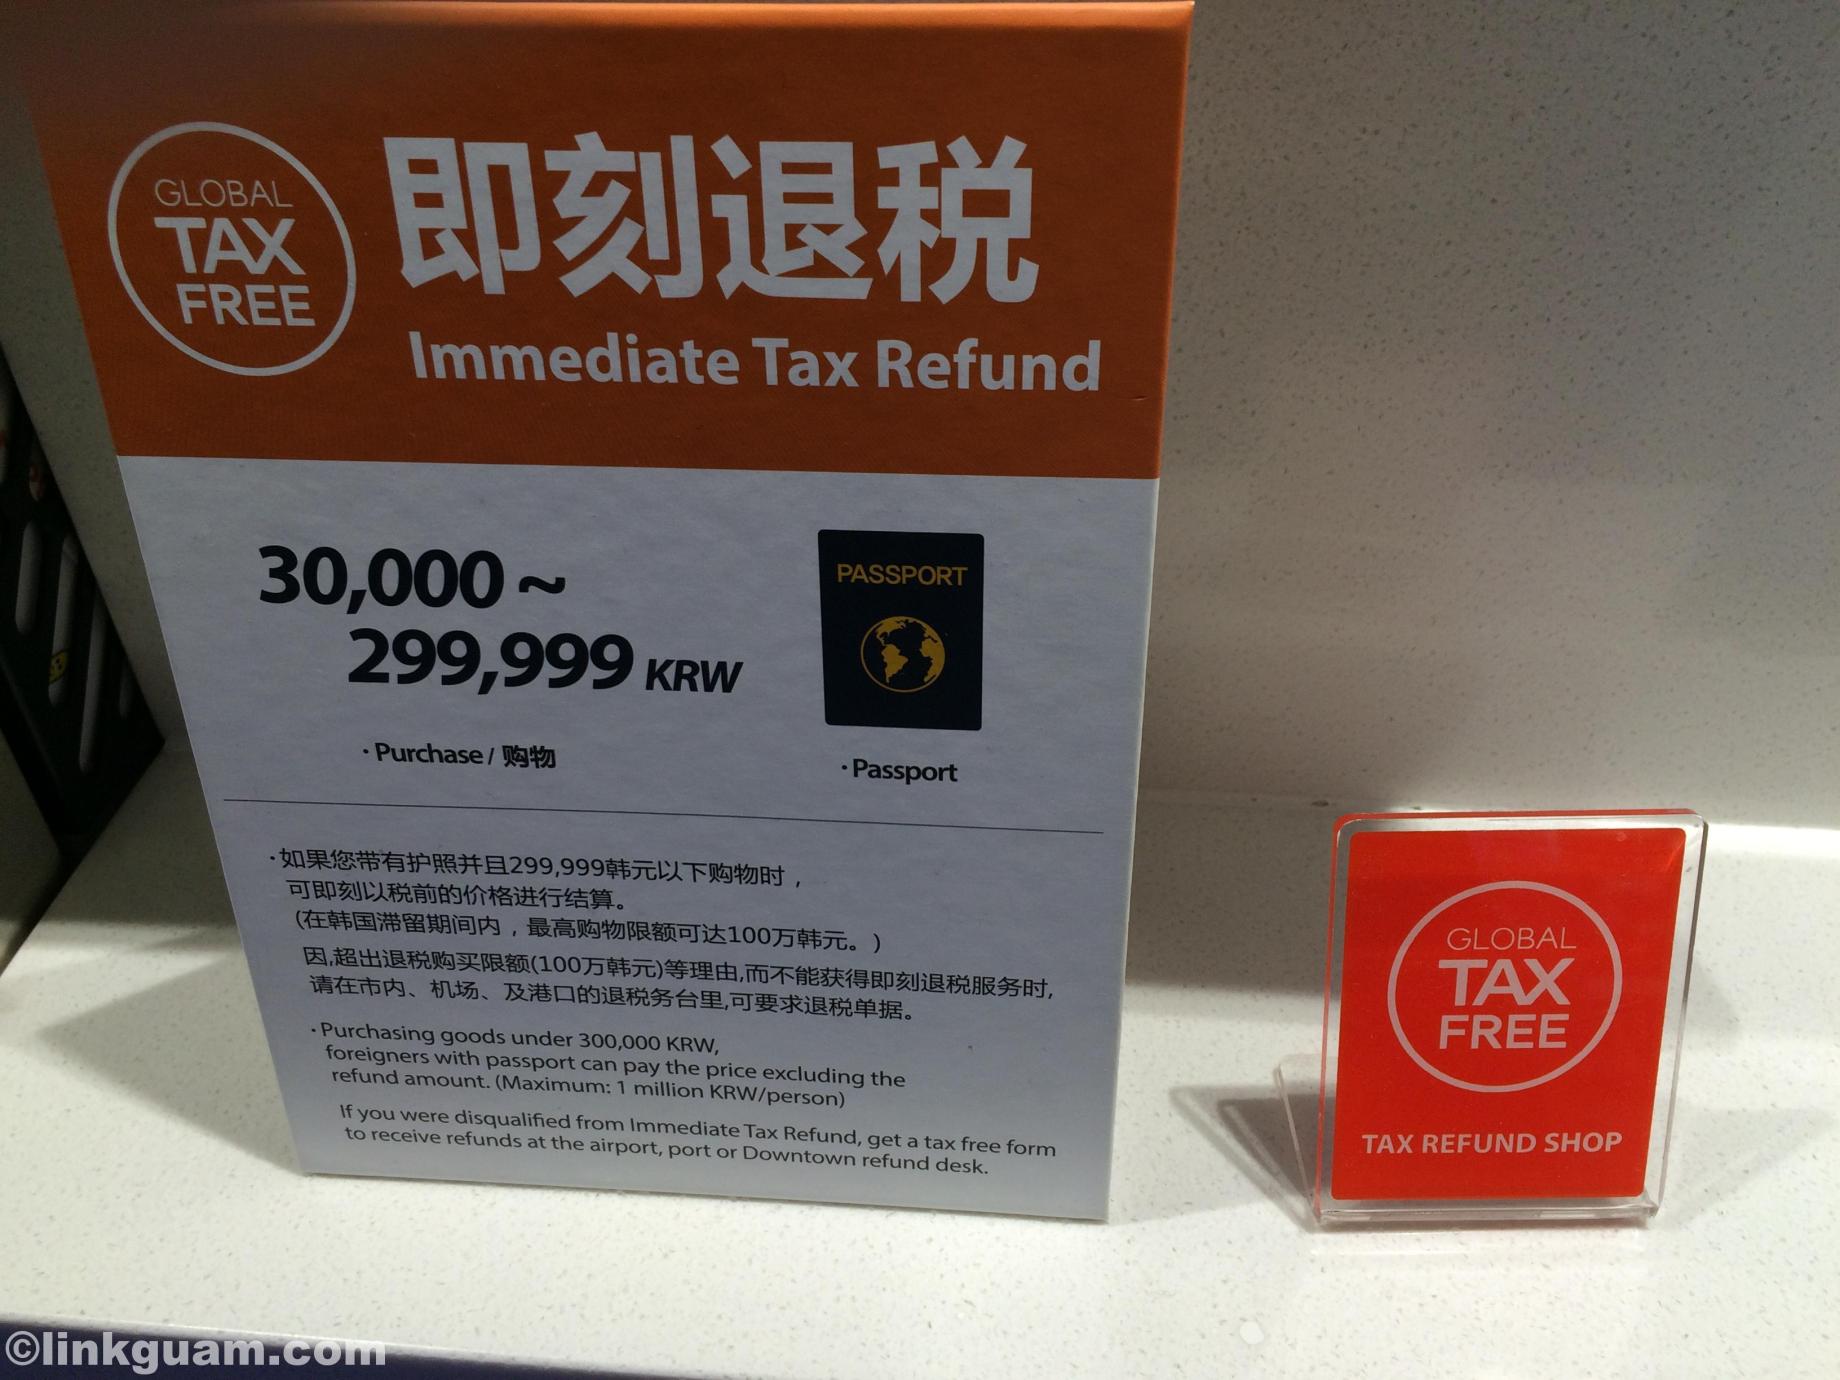 GLOBAL
TAX
FREE
即刻退税
Immediate Tax Refund
30,000~
299,999 KRW
· Purchase / 购物
PASSPORT
· Passport
· 如果您带有护照并且299,999韩元以下购物时，
可即刻以税前的价格进行结算。
(在韩国滞留期间内，最高购物限额可达100万韩元。)
因,超出退税购买限额(100万韩元)等理由,而不能获得即刻退税服务时,
请在市内、机场、及港口的退税务台里,可要求退税单据。
· Purchasing goods under 300,000 KRW,
foreigners with passport can pay the price excluding the
refund amount. (Maximum: 1 million KRW/person)
If you were disqualified from Immediate Tax Refund, get a tax free form
to receive refunds at the airport, port or Downtown refund desk.
GLOBAL
TAX
FREE
TAX REFUND SHOP
©linkguam.com